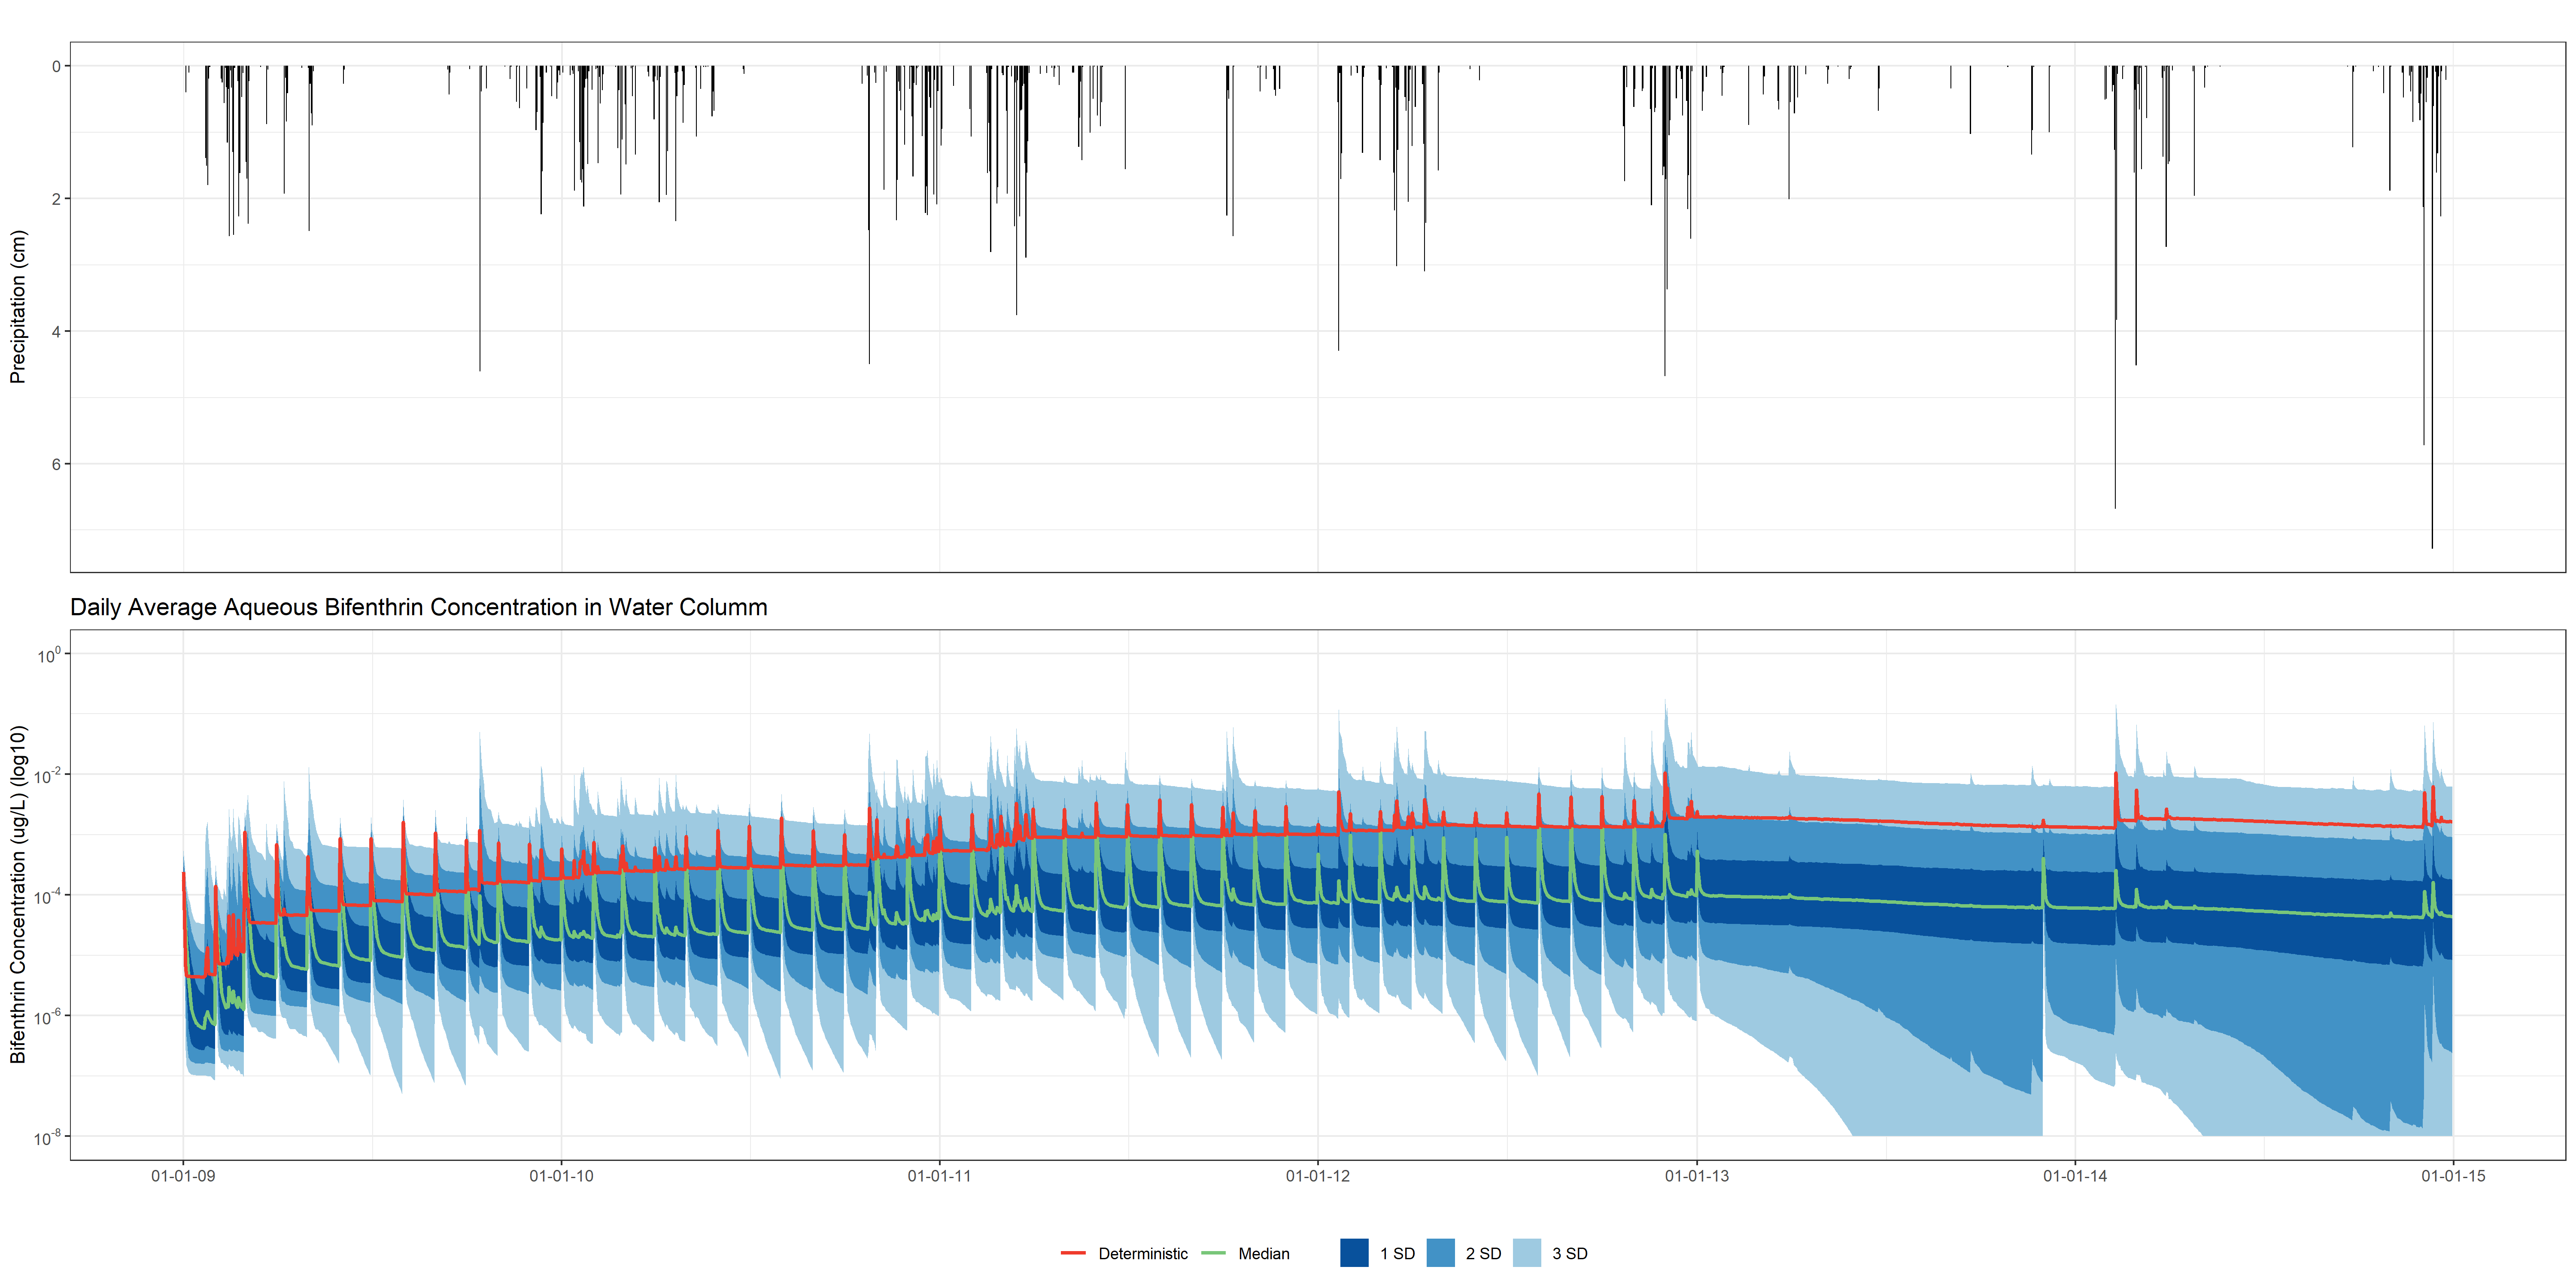 0
2
4
6
Precipitation (cm)
Daily Average Aqueous Bifenthrin Concentration in Water Columm
10^0
10^-2
10^-4
10^-6
10^-8
Bifenthrin Concentration (ug/L) (log10)
01-01-09 01-01-10 01-01-11 01-01-12 01-01-13 01-01-14 01-01-15
Deterministic Median 1 SD 2 SD 3 SD